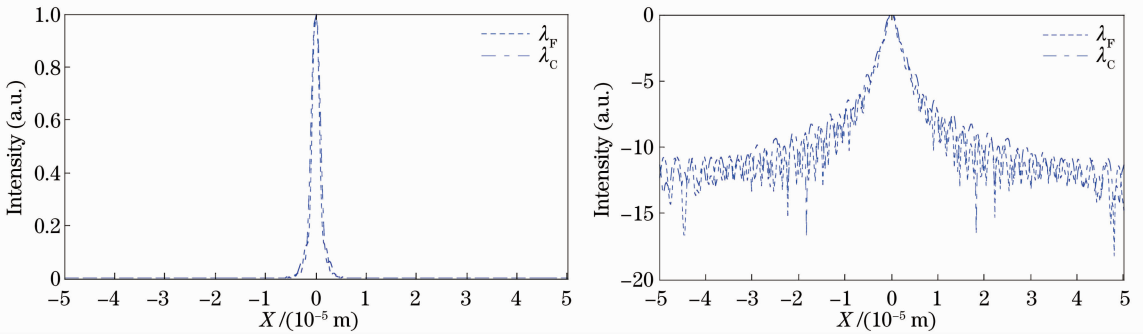 1.0
0.8
0.6
0.4
0.2
0
Intensity (a.u.)
λF
λC
−5 −4 −3 −2 −1 0 1 2 3 4 5
X /(10⁻⁵ m)
0
−5
−10
−15
−20
Intensity (a.u.)
λF
λC
−5 −4 −3 −2 −1 0 1 2 3 4 5
X /(10⁻⁵ m)